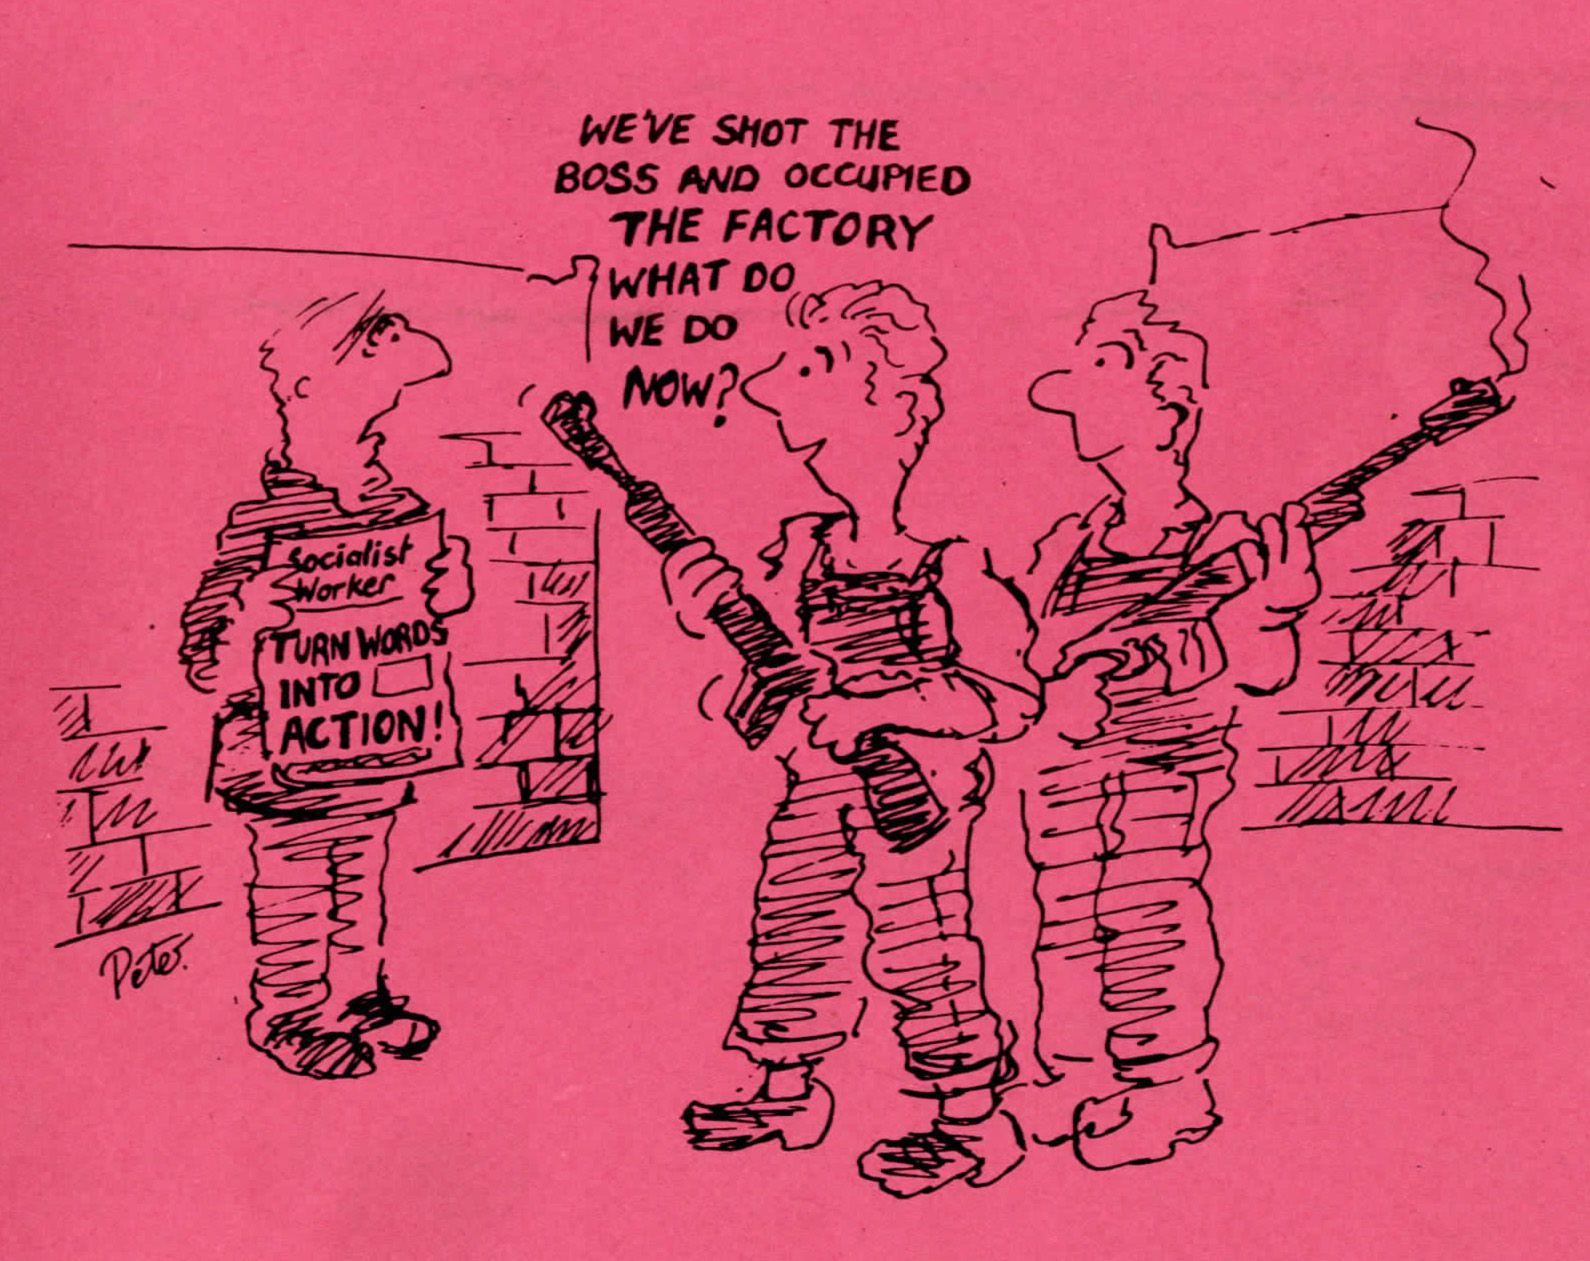 WE'VE SHOT THE
BOSS AND OCCUPIED
THE FACTORY
WHAT DO
WE DO
NOW?
Socialist
Worker
TURN WORDS
INTO
ACTION!
Peter.